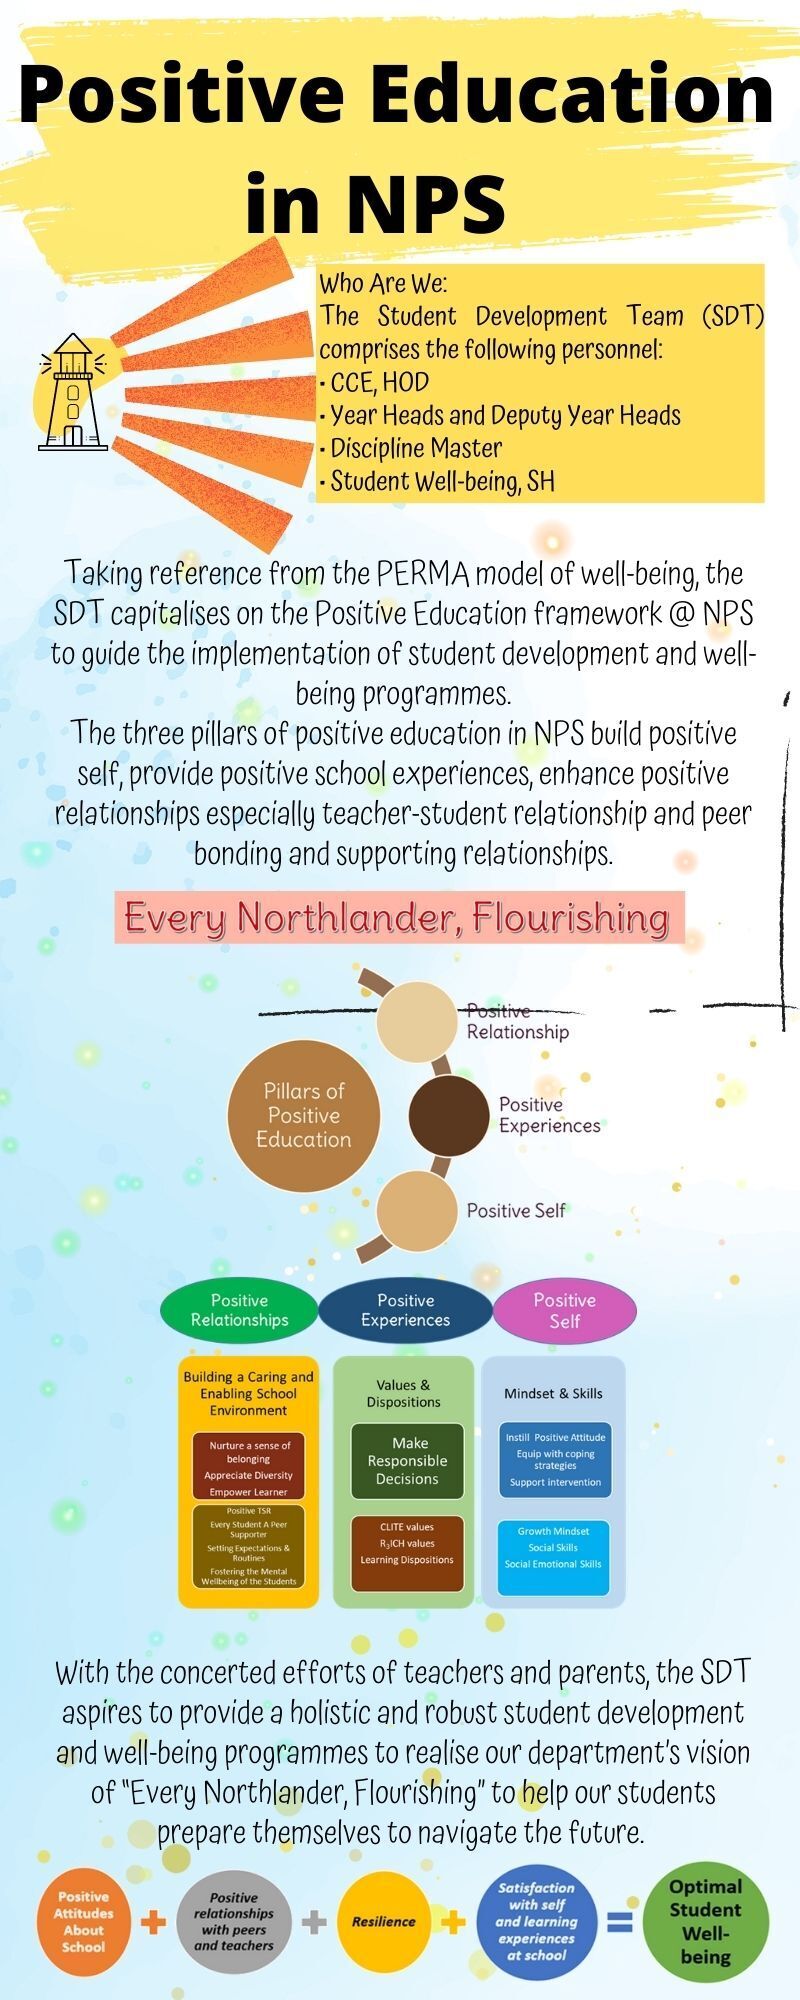 Positive Education
in NPS
Who Are We:
The Student Development Team (SDT)
comprises the following personnel:
• CCE, HOD
• Year Heads and Deputy Year Heads
• Discipline Master
• Student Well-being, SH
Taking reference from the PERMA model of well-being, the
SDT capitalises on the Positive Education framework @ NPS
to guide the implementation of student development and well-
being programmes.
The three pillars of positive education in NPS build positive
self, provide positive school experiences, enhance positive
relationships especially teacher-student relationship and peer
bonding and supporting relationships.
Every Northlander, Flourishing
Pillars of
Positive
Education
Positive
Relationship
Positive
Experiences
Positive Self
Positive
Relationships
Positive
Experiences
Positive
Self
Building a Caring and
Enabling School
Environment
Nurture a sense of
belonging
Appreciate Diversity
Empower Learner
Positive TSR
Every Student A Peer
Supporter
Setting Expectations &
Routines
Fostering the Mental
Wellbeing of the Students
Values &
Dispositions
Make
Responsible
Decisions
CLITE values
R3ICH values
Learning Dispositions
Mindset & Skills
Instill Positive Attitude
Equip with coping
strategies
Support intervention
Growth Mindset
Social Skills
Social Emotional Skills
With the concerted efforts of teachers and parents, the SDT
aspires to provide a holistic and robust student development
and well-being programmes to realise our department's vision
of "Every Northlander, Flourishing" to help our students
prepare themselves to navigate the future.
Positive
Attitudes
About
School
+
Positive
relationships
with peers
and teachers
+
Resilience
+
Satisfaction
with self
and learning
experiences
at school
=
Optimal
Student
Well-
being